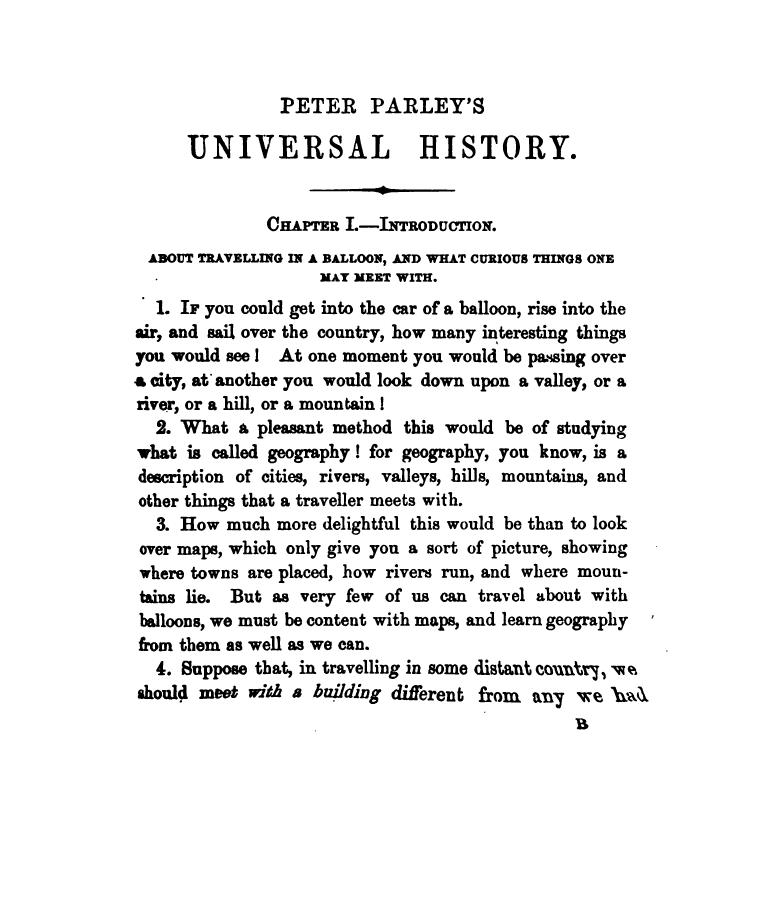 PETER PARLEY'S
UNIVERSAL HISTORY.
CHAPTER I.—INTRODUCTION.
ABOUT TRAVELLING IN A BALLOON, AND WHAT CURIOUS THINGS ONE
MAY MEET WITH.
1. IF you could get into the car of a balloon, rise into the
air, and sail over the country, how many interesting things
you would see! At one moment you would be passing over
a city, at another you would look down upon a valley, or a
river, or a hill, or a mountain!
2. What a pleasant method this would be of studying
what is called geography! for geography, you know, is a
description of cities, rivers, valleys, hills, mountains, and
other things that a traveller meets with.
3. How much more delightful this would be than to look
over maps, which only give you a sort of picture, showing
where towns are placed, how rivers run, and where moun-
tains lie. But as very few of us can travel about with
balloons, we must be content with maps, and learn geography
from them as well as we can.
4. Suppose that, in travelling in some distant country, we
should meet with a building different from any we had
B